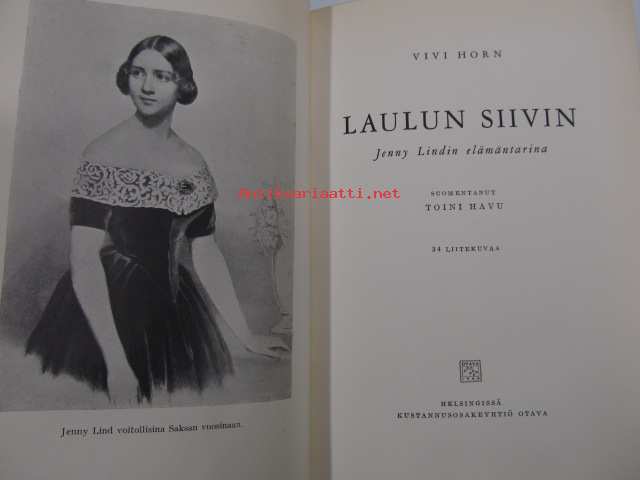 Jenny Lind voitollisina Saksan vuosinaan.
VIVI HORN
LAULUN SIIVIN
Jenny Lindin elämäntarina
SUOMENTANUT
TOINI HAVU
34 LIITEKUVAA
OTAVA
HELSINGISSÄ
KUSTANNUSOSAKEYHTIÖ OTAVA
Antikvariaatti.net